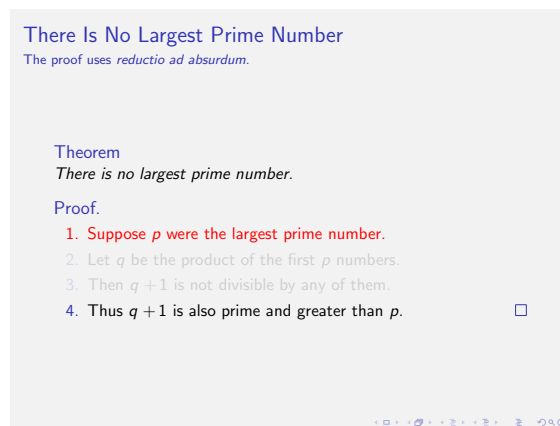 There Is No Largest Prime Number
The proof uses reductio ad absurdum.
Theorem
There is no largest prime number.
Proof.
1. Suppose p were the largest prime number.
2. Let q be the product of the first p numbers.
3. Then q + 1 is not divisible by any of them.
4. Thus q + 1 is also prime and greater than p.